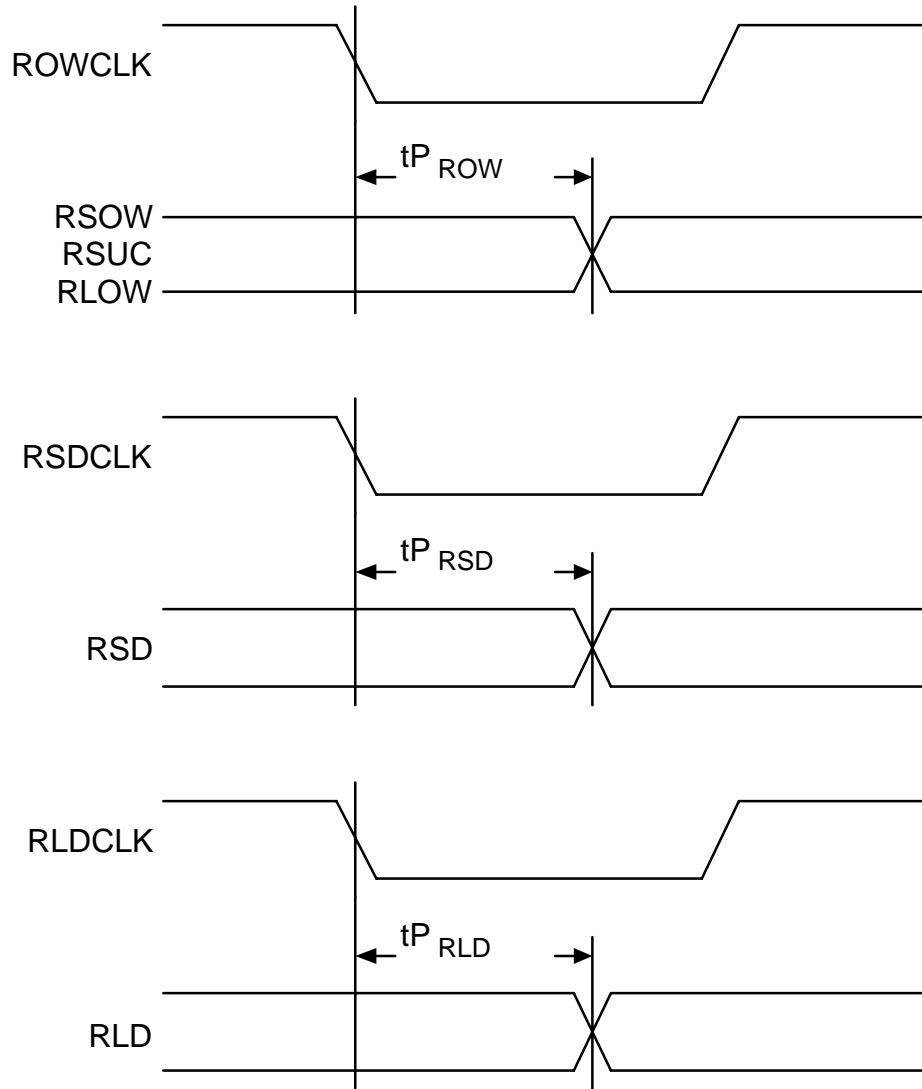 ROWCLK
tP ROW
RSOW
RSUC
RLOW
RSDCLK
tP RSD
RSD
RLDCLK
tP RLD
RLD